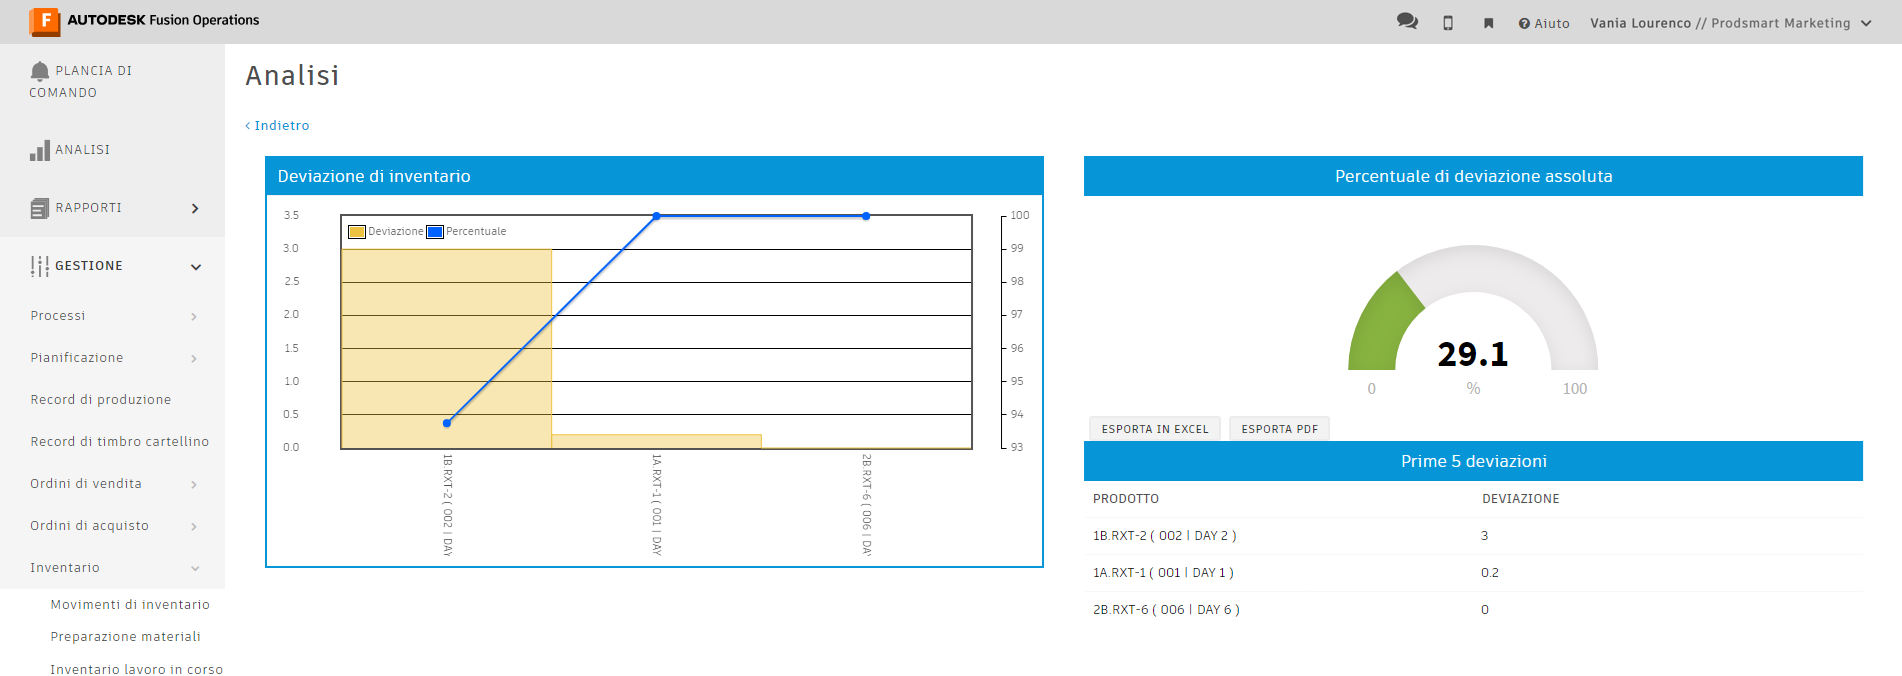 F AUTODESK Fusion Operations
Aiuto
Vania Lourenco // Prodsmart Marketing
PLANCIA DI
COMANDO
ANALISI
RAPPORTI
GESTIONE
Processi
Pianificazione
Record di produzione
Record di timbro cartellino
Ordini di vendita
Ordini di acquisto
Inventario
Movimenti di inventario
Preparazione materiali
Inventario lavoro in corso
Analisi
‹ Indietro
Deviazione di inventario
Deviazione Percentuale
3.5
3.0
2.5
2.0
1.5
1.0
0.5
0.0
100
99
98
97
96
95
94
93
1B.RXT-2 ( 002 | DAY
1A.RXT-1 ( 001 | DAY
2B.RXT-6 ( 006 | DAY
Percentuale di deviazione assoluta
29.1
0 % 100
ESPORTA IN EXCEL ESPORTA PDF
Prime 5 deviazioni
PRODOTTO DEVIAZIONE
1B.RXT-2 ( 002 | DAY 2 ) 3
1A.RXT-1 ( 001 | DAY 1 ) 0.2
2B.RXT-6 ( 006 | DAY 6 ) 0